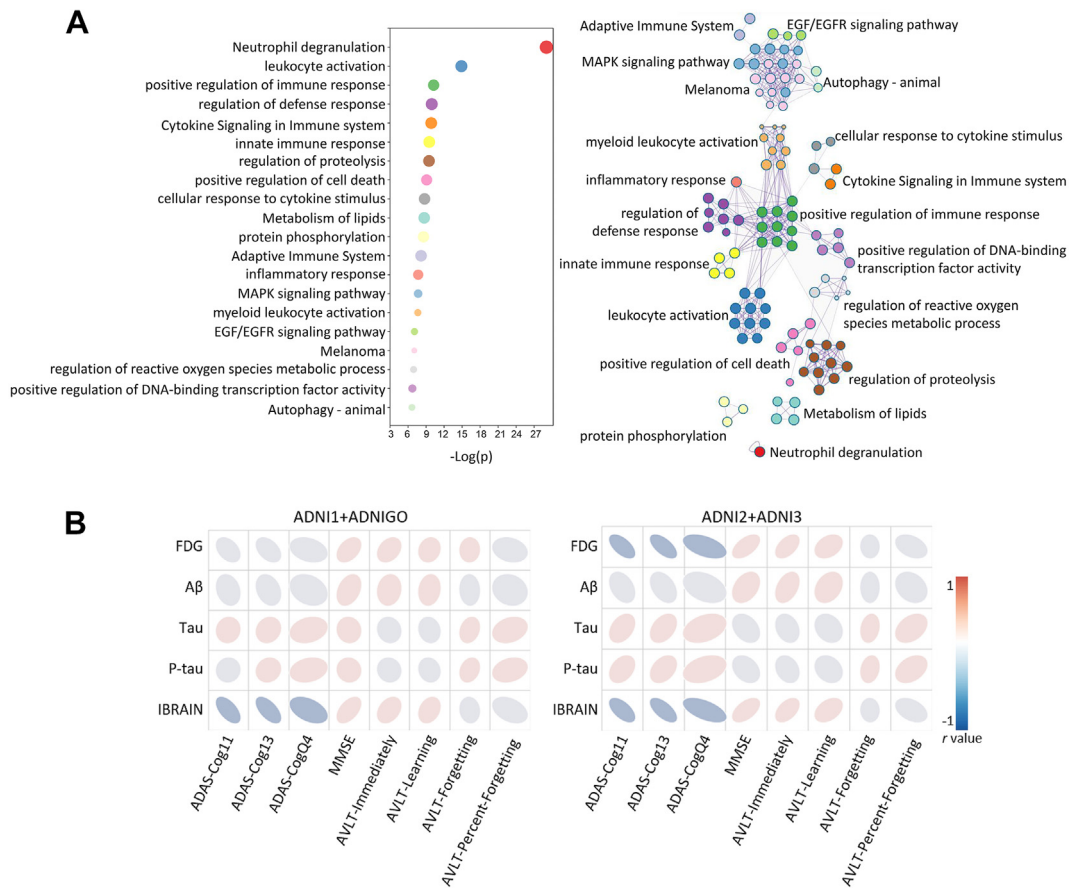 A
Neutrophil degranulation
leukocyte activation
positive regulation of immune response
regulation of defense response
Cytokine Signaling in Immune system
innate immune response
regulation of proteolysis
positive regulation of cell death
cellular response to cytokine stimulus
Metabolism of lipids
protein phosphorylation
Adaptive Immune System
inflammatory response
MAPK signaling pathway
myeloid leukocyte activation
EGF/EGFR signaling pathway
Melanoma
regulation of reactive oxygen species metabolic process
positive regulation of DNA-binding transcription factor activity
Autophagy - animal
3 6 9 12 15 18 21 24 27
-Log(p)
Adaptive Immune System
EGF/EGFR signaling pathway
MAPK signaling pathway
Melanoma
Autophagy - animal
myeloid leukocyte activation
cellular response to cytokine stimulus
inflammatory response
Cytokine Signaling in Immune system
regulation of
defense response
positive regulation of immune response
innate immune response
positive regulation of DNA-binding
transcription factor activity
leukocyte activation
regulation of reactive oxygen
species metabolic process
positive regulation of cell death
regulation of proteolysis
Metabolism of lipids
protein phosphorylation
Neutrophil degranulation
B
ADNI1+ADNIGO
FDG
Aβ
Tau
P-tau
IBRAIN
ADAS-Cog11
ADAS-Cog13
ADAS-CogQ4
MMSE
AVLT-Immediately
AVLT-Learning
AVLT-Forgetting
AVLT-Percent-Forgetting
ADNI2+ADNI3
FDG
Aβ
Tau
P-tau
IBRAIN
ADAS-Cog11
ADAS-Cog13
ADAS-CogQ4
MMSE
AVLT-Immediately
AVLT-Learning
AVLT-Forgetting
AVLT-Percent-Forgetting
1
-1
r value